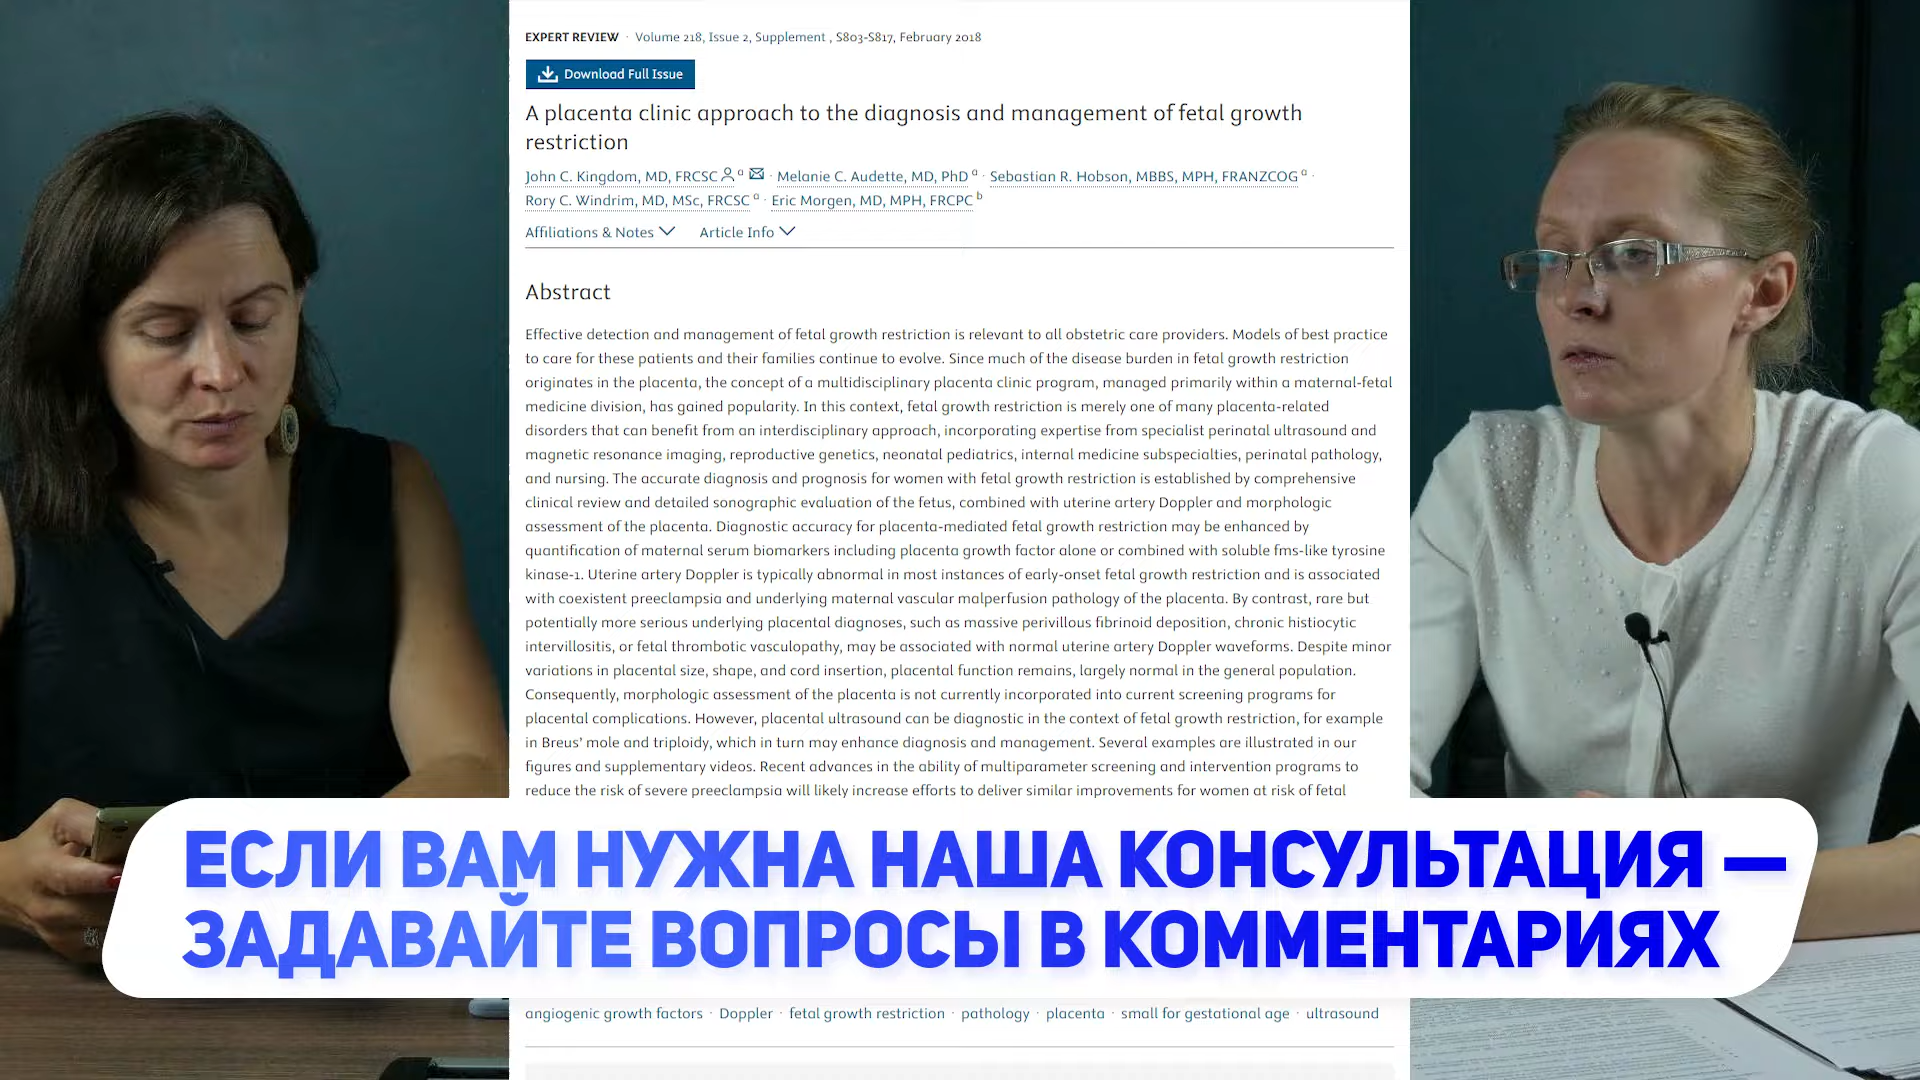 EXPERT REVIEW · Volume 218, Issue 2, Supplement , S803-S817, February 2018
Download Full Issue
A placenta clinic approach to the diagnosis and management of fetal growth
restriction
John C. Kingdom, MD, FRCSC a · Melanie C. Audette, MD, PhD a · Sebastian R. Hobson, MBBS, MPH, FRANZCOG a ·
Rory C. Windrim, MD, MSc, FRCSC a · Eric Morgen, MD, MPH, FRCPC b
Affiliations & Notes Article Info
Abstract
Effective detection and management of fetal growth restriction is relevant to all obstetric care providers. Models of best practice
to care for these patients and their families continue to evolve. Since much of the disease burden in fetal growth restriction
originates in the placenta, the concept of a multidisciplinary placenta clinic program, managed primarily within a maternal-fetal
medicine division, has gained popularity. In this context, fetal growth restriction is merely one of many placenta-related
disorders that can benefit from an interdisciplinary approach, incorporating expertise from specialist perinatal ultrasound and
magnetic resonance imaging, reproductive genetics, neonatal pediatrics, internal medicine subspecialties, perinatal pathology,
and nursing. The accurate diagnosis and prognosis for women with fetal growth restriction is established by comprehensive
clinical review and detailed sonographic evaluation of the fetus, combined with uterine artery Doppler and morphologic
assessment of the placenta. Diagnostic accuracy for placenta-mediated fetal growth restriction may be enhanced by
quantification of maternal serum biomarkers including placenta growth factor alone or combined with soluble fms-like tyrosine
kinase-1. Uterine artery Doppler is typically abnormal in most instances of early-onset fetal growth restriction and is associated
with coexistent preeclampsia and underlying maternal vascular malperfusion pathology of the placenta. By contrast, rare but
potentially more serious underlying placental diagnoses, such as massive perivillous fibrinoid deposition, chronic histiocytic
intervillositis, or fetal thrombotic vasculopathy, may be associated with normal uterine artery Doppler waveforms. Despite minor
variations in placental size, shape, and cord insertion, placental function remains, largely normal in the general population.
Consequently, morphologic assessment of the placenta is not currently incorporated into current screening programs for
placental complications. However, placental ultrasound can be diagnostic in the context of fetal growth restriction, for example
in Breus’ mole and triploidy, which in turn may enhance diagnosis and management. Several examples are illustrated in our
figures and supplementary videos. Recent advances in the ability of multiparameter screening and intervention programs to
reduce the risk of severe preeclampsia will likely increase efforts to deliver similar improvements for women at risk of fetal
ЕСЛИ ВАМ НУЖНА НАША КОНСУЛЬТАЦИЯ —
ЗАДАВАЙТЕ ВОПРОСЫ В КОММЕНТАРИЯХ
angiogenic growth factors · Doppler · fetal growth restriction · pathology · placenta · small for gestational age · ultrasound